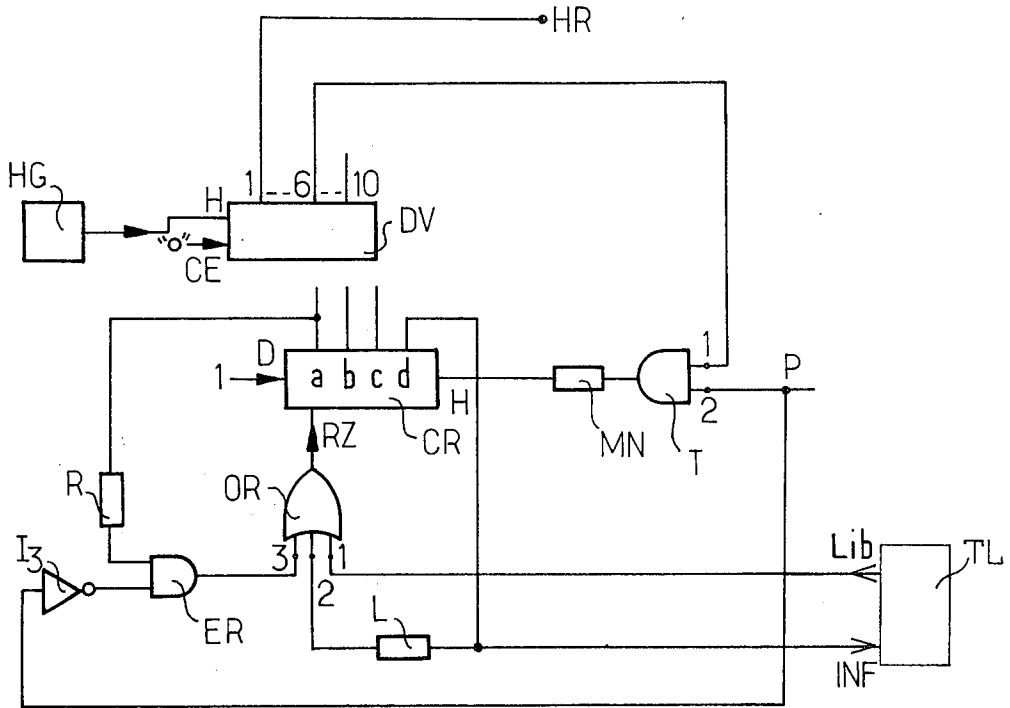 HR
HG
1 -- 6 -- 10
H
DV
"O"
CE
D
1
a b c d
H
1
P
2
RZ
CR
MN
T
R
OR
I3
3
1
2
Lib
TL
ER
L
INF